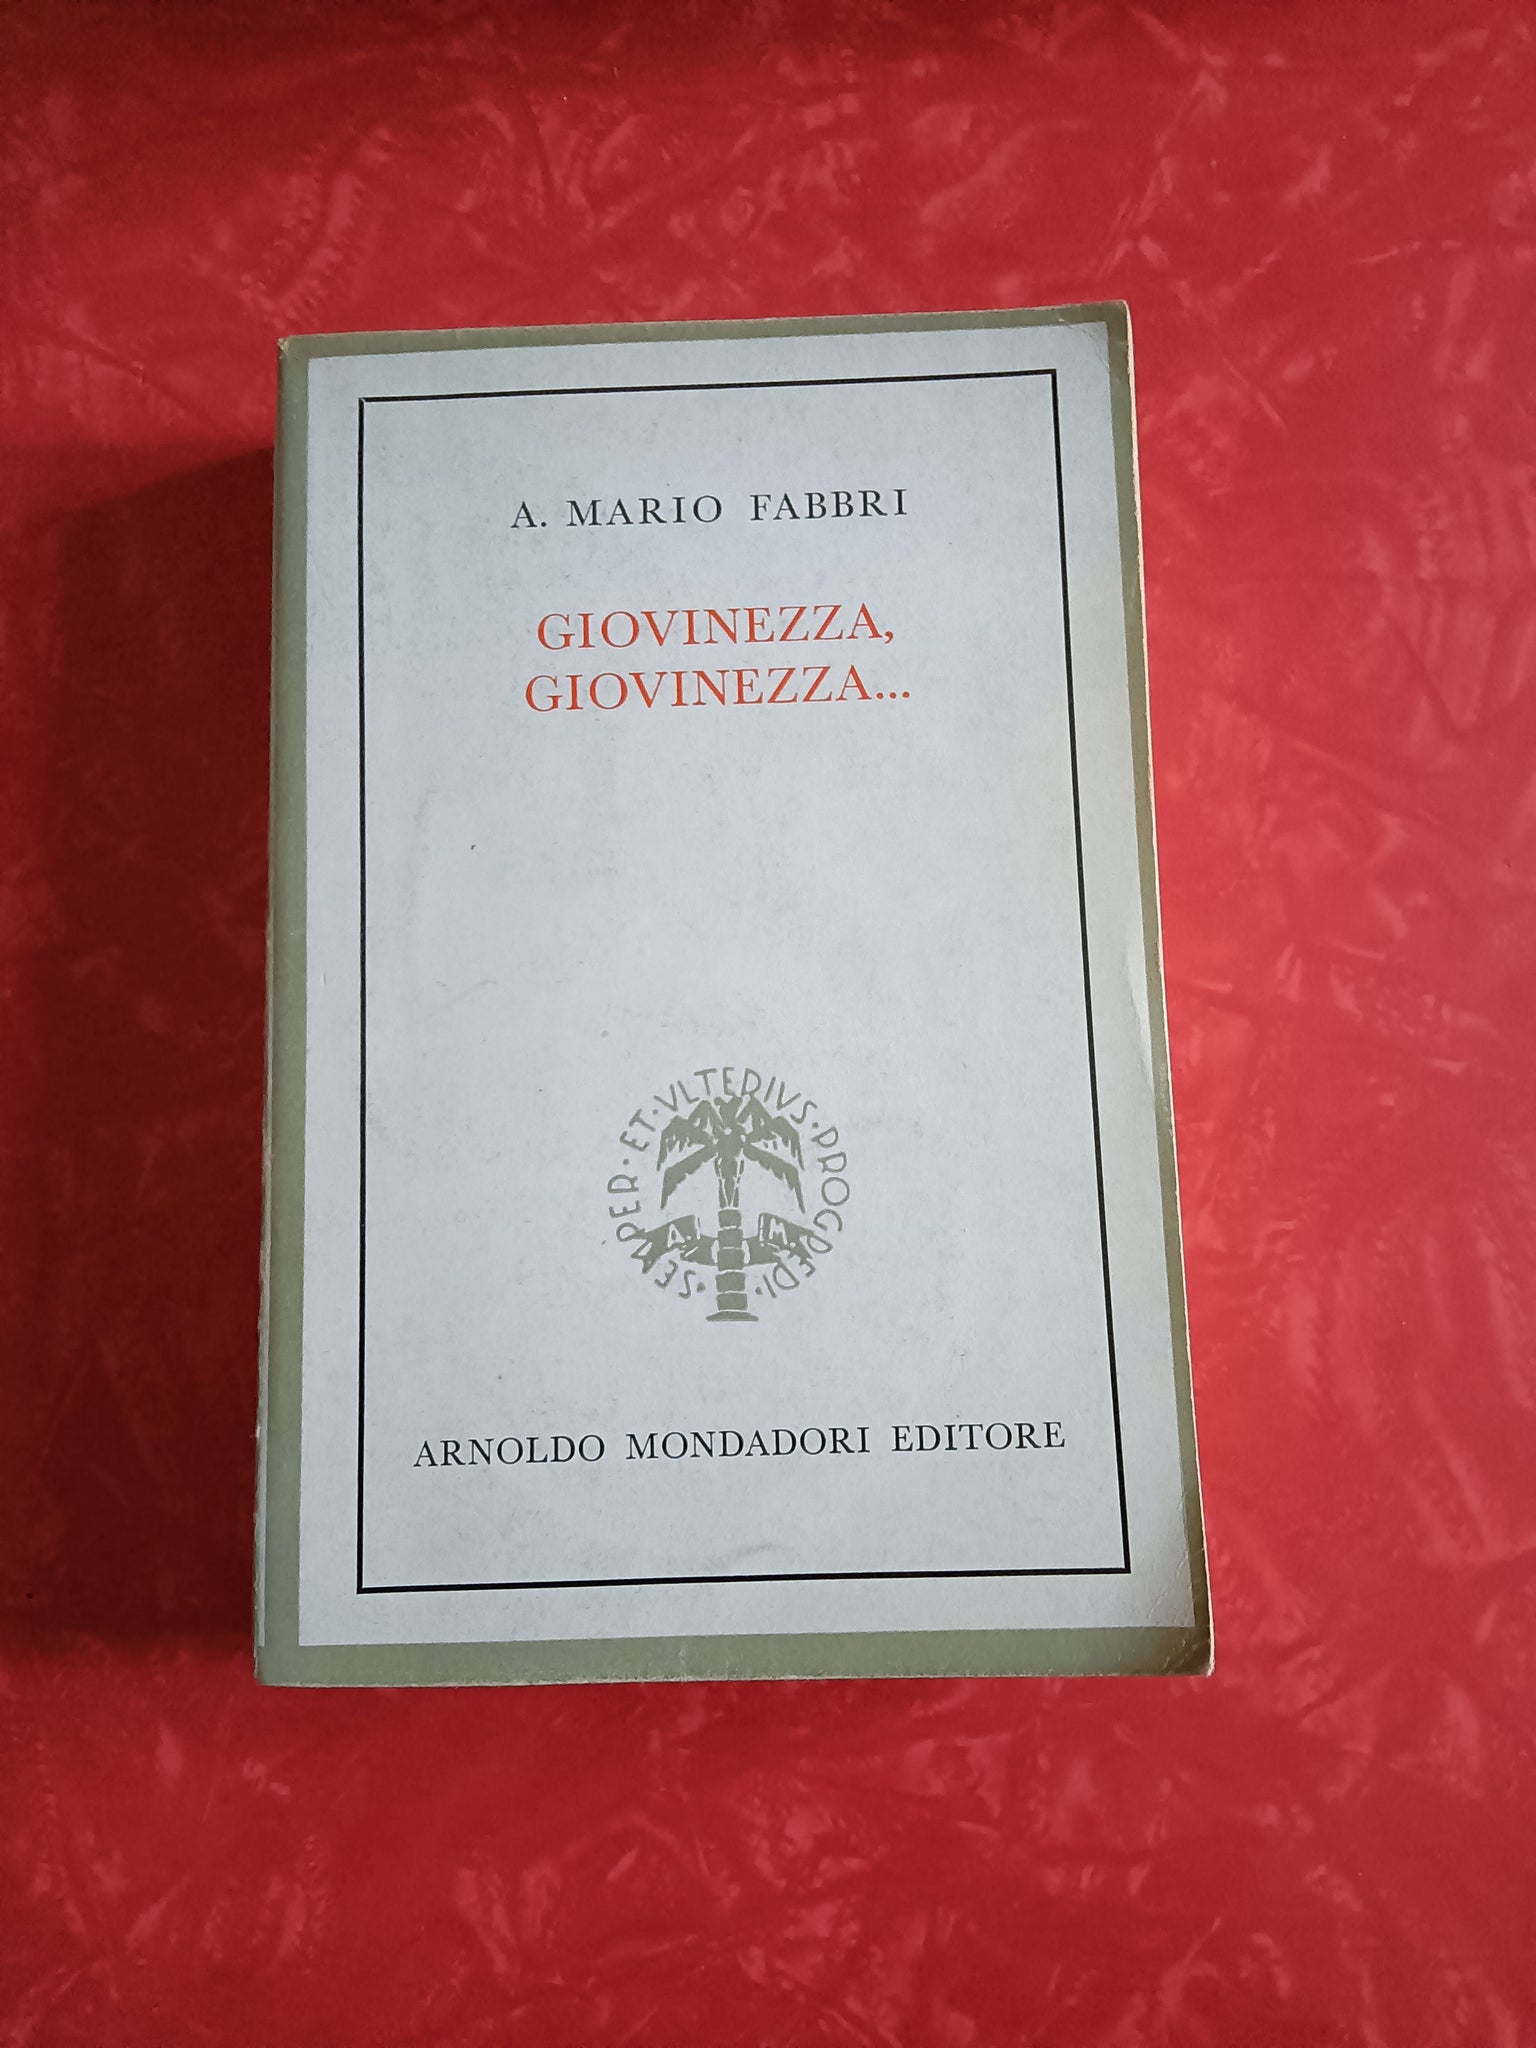 A. MARIO FABBRI
GIOVINEZZA,
GIOVINEZZA...
SEMPER · ET · VLTERIVS · PROGREDI ·
A. M.
ARNOLDO MONDADORI EDITORE